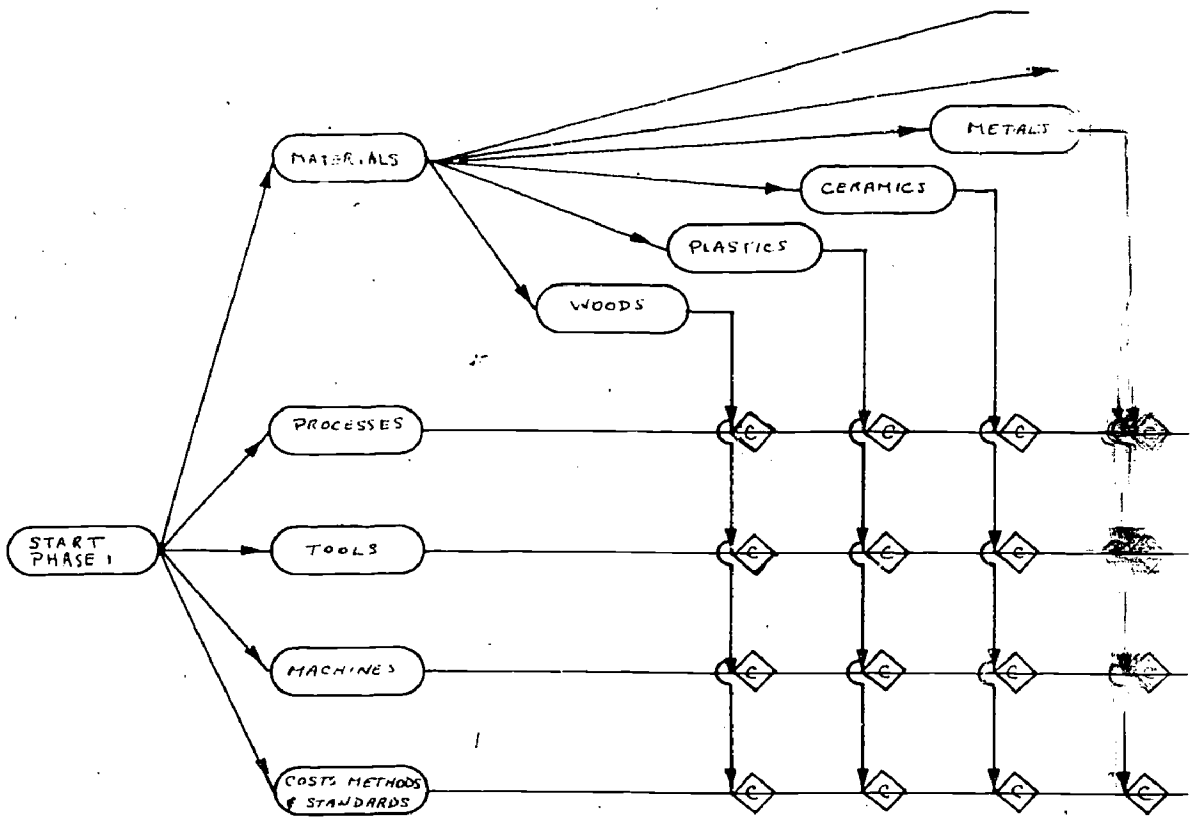 METALS
MATERIALS
CERAMICS
PLASTICS
WOODS
PROCESSES
C C C C
START
PHASE 1
TOOLS
C C C
MACHINES
C C C C
COSTS METHODS
& STANDARDS
C C C C